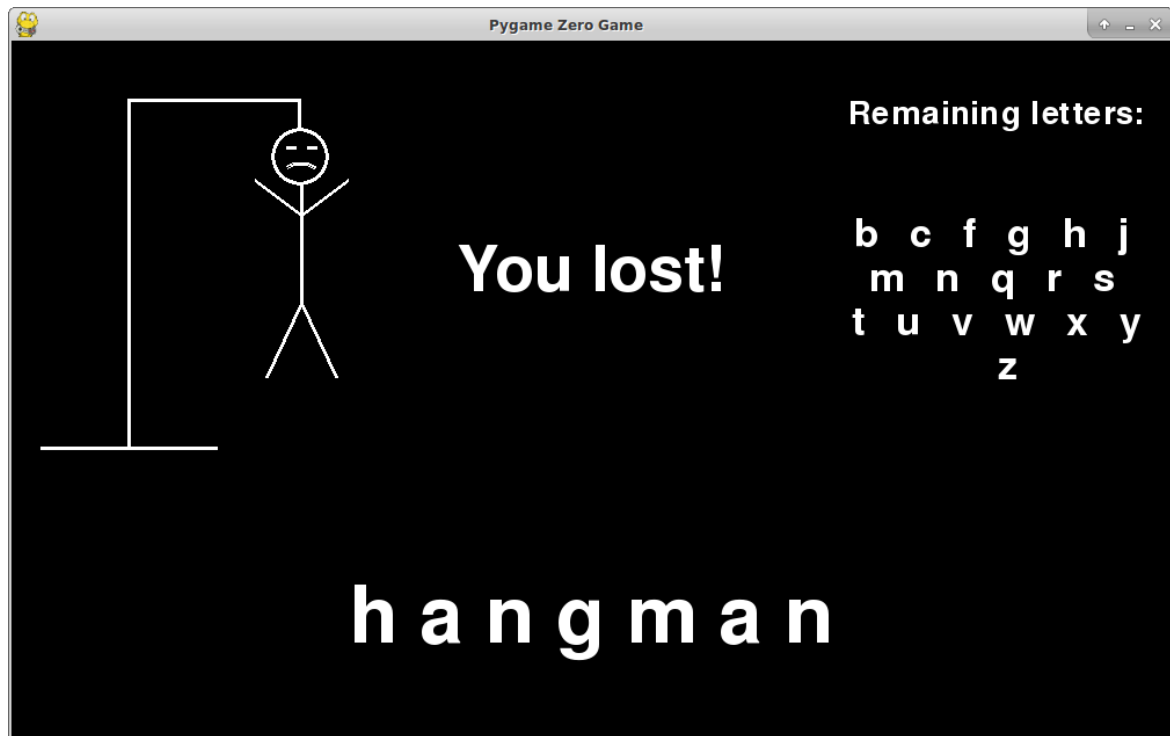 Pygame Zero Game
Remaining letters:
b c f g h j
m n q r s
t u v w x y
z
You lost!
h a n g m a n